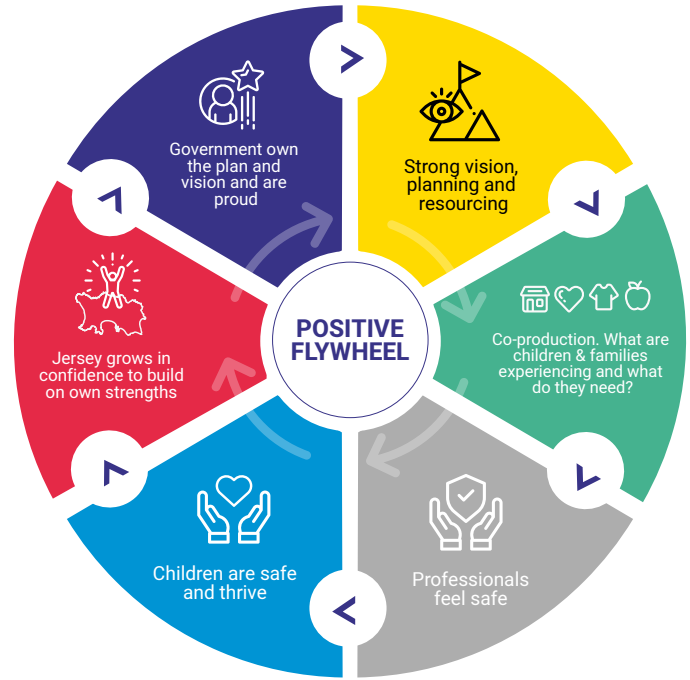 POSITIVE
FLYWHEEL
Strong vision,
planning and
resourcing
Co-production. What are
children & families
experiencing and what
do they need?
Professionals
feel safe
Children are safe
and thrive
Jersey grows in
confidence to build
on own strengths
Government own
the plan and
vision and are
proud